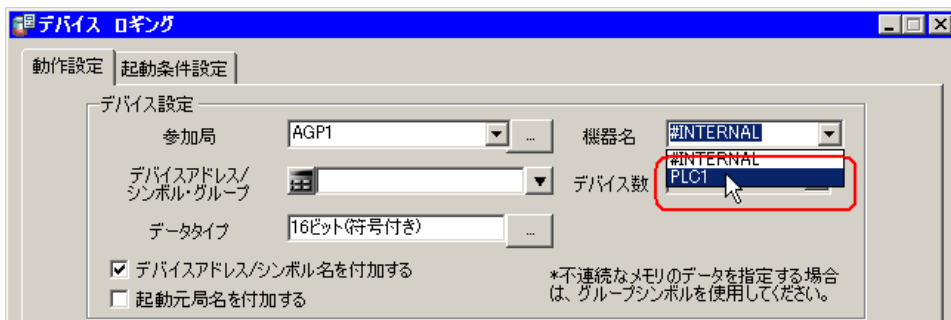 デバイス ロギング
動作設定 起動条件設定
デバイス設定
参加局 AGP1 ... 機器名 #INTERNAL
#INTERNAL
PLC1
デバイスアドレス/
シンボル・グループ
デバイス数
データタイプ 16ビット(符号付き) ...
デバイスアドレス/シンボル名を付加する
起動元局名を付加する
*不連続なメモリのデータを指定する場合
は、グループシンボルを使用してください。